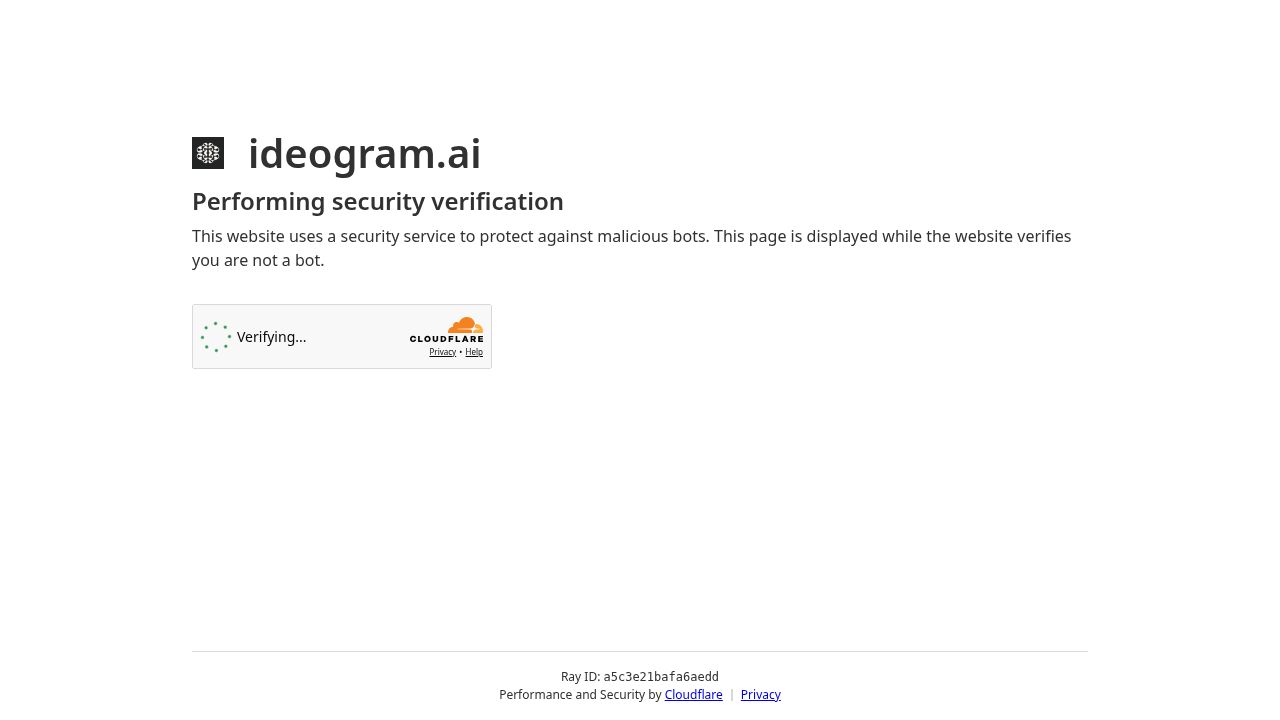 ideogram.ai
Performing security verification
This website uses a security service to protect against malicious bots. This page is displayed while the website verifies
you are not a bot.
Verifying...
CLOUDFLARE
Privacy • Help
Ray ID: a5c3e21bafa6aedd
Performance and Security by Cloudflare | Privacy